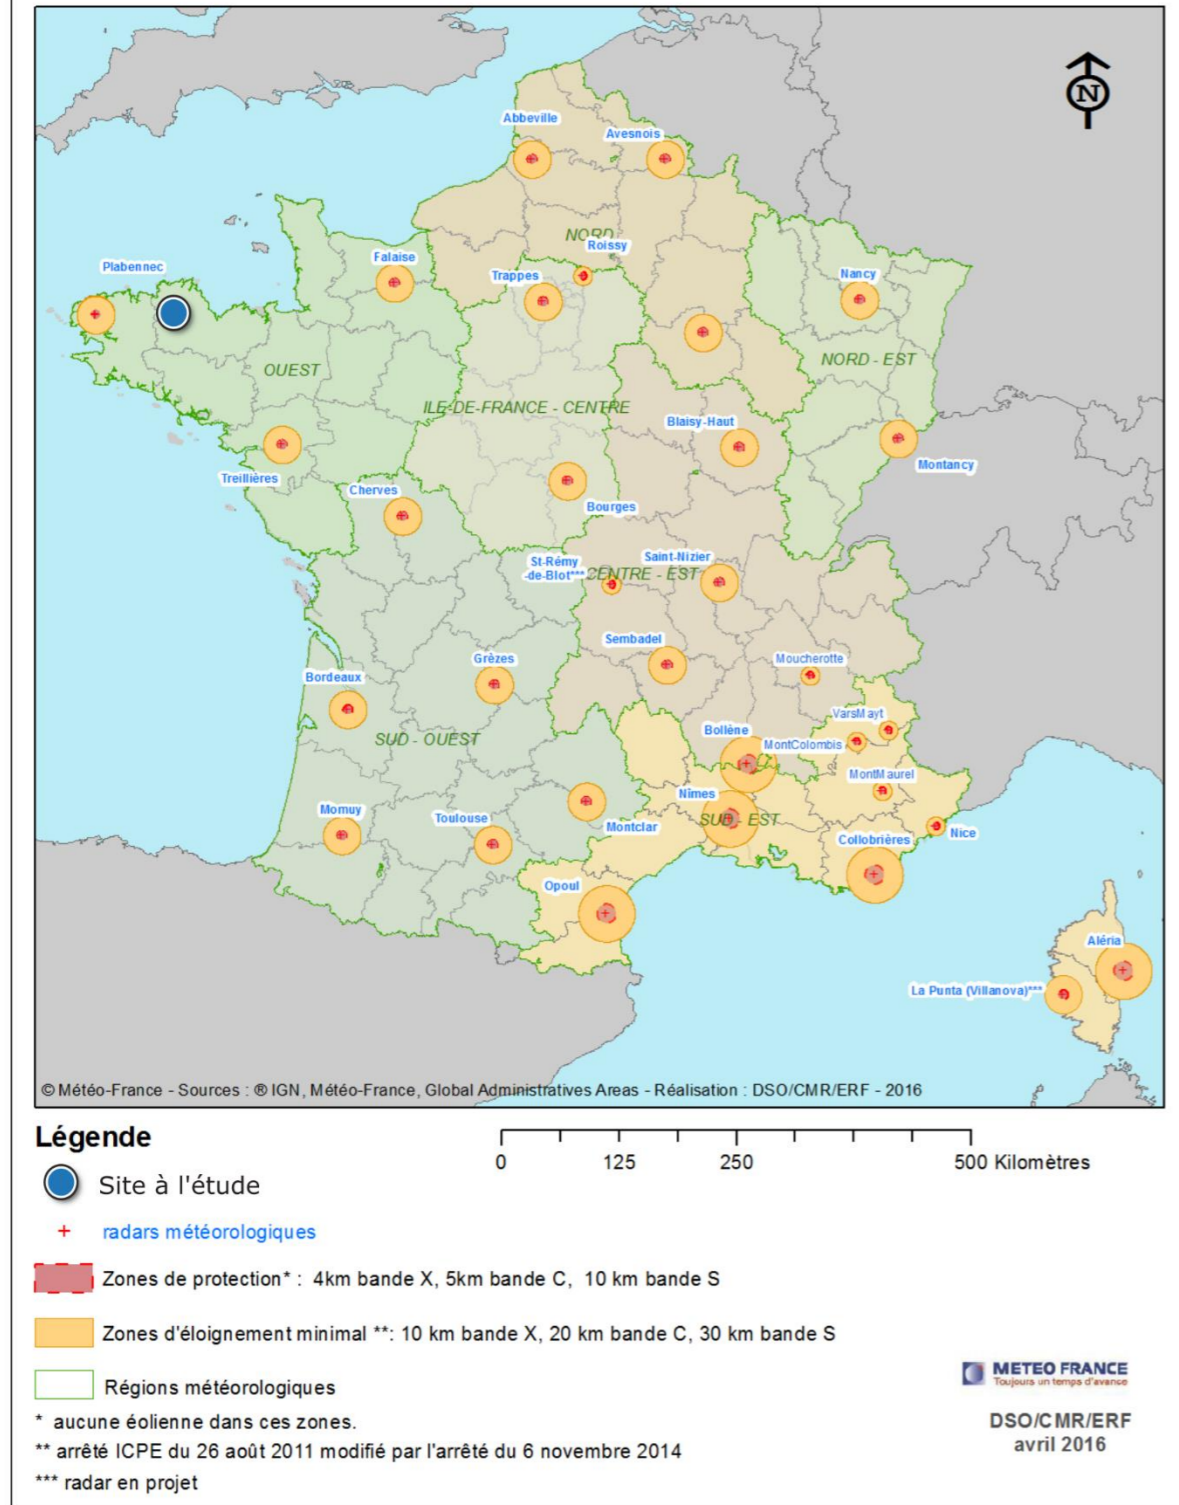 N
Abbeville
Avesnois
NORD
Roissy
Falaise
Trappes
Nancy
Plabennec
NORD - EST
OUEST
ILE-DE-FRANCE - CENTRE
Blaisy-Haut
Montancy
Treillières
Cherves
Bourges
St-Rémy
-de-Blot***
CENTRE - EST
Saint-Nizier
Sembadel
Moucherotte
Grèzes
Bordeaux
VarsMayt
SUD - OUEST
Bollène
MontColombis
MontMaurel
Nîmes
SUD - EST
Momuy
Toulouse
Montclar
Nice
Collobrières
Opoul
Aléria
La Punta (Villanova)***
© Météo-France - Sources : ® IGN, Météo-France, Global Administratives Areas - Réalisation : DSO/CMR/ERF - 2016
Légende
0 125 250 500 Kilomètres
Site à l'étude
radars météorologiques
Zones de protection* : 4km bande X, 5km bande C, 10 km bande S
Zones d'éloignement minimal **: 10 km bande X, 20 km bande C, 30 km bande S
Régions météorologiques
METEO FRANCE
Toujours un temps d'avance
* aucune éolienne dans ces zones.
** arrêté ICPE du 26 août 2011 modifié par l'arrêté du 6 novembre 2014
*** radar en projet
DSO/CMR/ERF
avril 2016